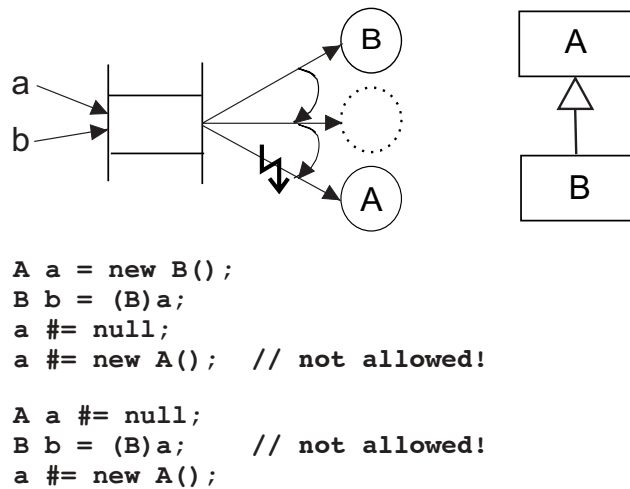 B
A
a
b
A
B
A a = new B();
B b = (B)a;
a #= null;
a #= new A();  // not allowed!
A a #= null;
B b = (B)a;     // not allowed!
a #= new A();